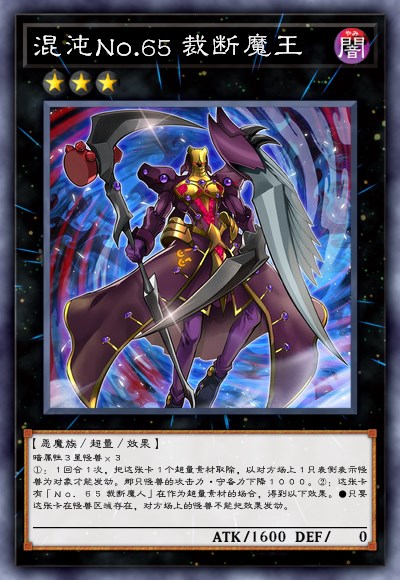 混沌No.65 裁断魔王
やみ
闇
【恶魔族/超量/效果】
暗属性3星怪兽×3
①:1回合1次,把这张卡1个超量素材取除,以对方场上1只表侧表示怪
兽为对象才能发动。那只怪兽的攻击力·守备力下降1000。②:这张卡
有「No.65 裁断魔人」在作为超量素材的场合,得到以下效果。●只要
这张卡在怪兽区域存在,对方场上的怪兽不能把效果发动。
ATK/1600 DEF/ 0